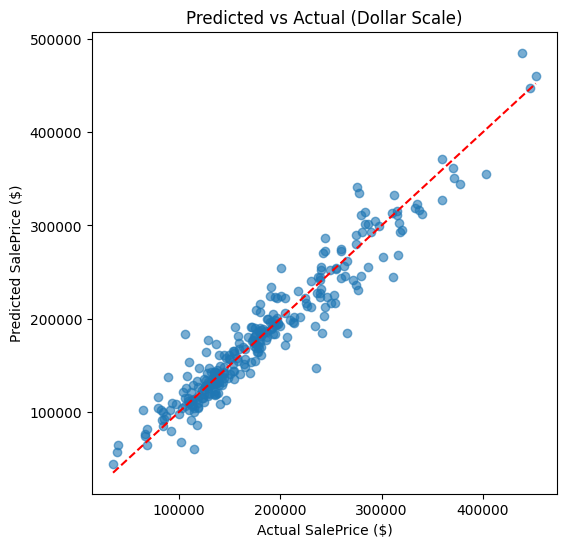 Predicted vs Actual (Dollar Scale)
500000
400000
300000
200000
100000
Predicted SalePrice ($)
100000 200000 300000 400000
Actual SalePrice ($)